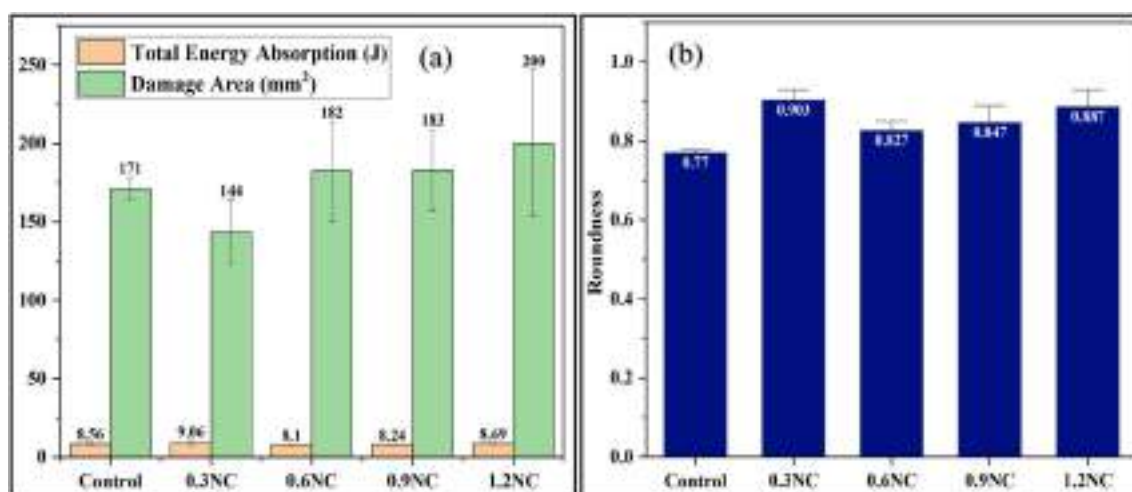 Total Energy Absorption (J)
Damage Area (mm²)
(a)
250
200
150
100
50
0
171
144
182
183
200
8.56
9.06
8.1
8.24
8.69
Control
0.3NC
0.6NC
0.9NC
1.2NC
(b)
Roundness
1.0
0.8
0.6
0.4
0.2
0.0
0.77
0.903
0.827
0.847
0.887
Control
0.3NC
0.6NC
0.9NC
1.2NC